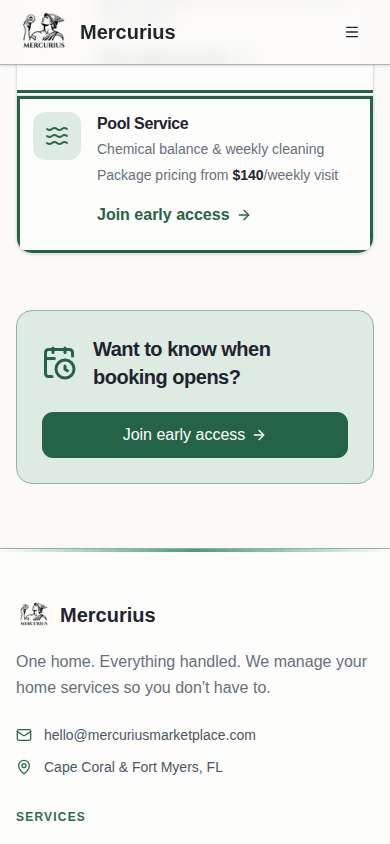 MERCURIUS
Mercurius
Pool Service
Chemical balance & weekly cleaning
Package pricing from $140/weekly visit
Join early access →
Want to know when
booking opens?
Join early access →
MERCURIUS
Mercurius
One home. Everything handled. We manage your
home services so you don't have to.
hello@mercuriusmarketplace.com
Cape Coral & Fort Myers, FL
SERVICES